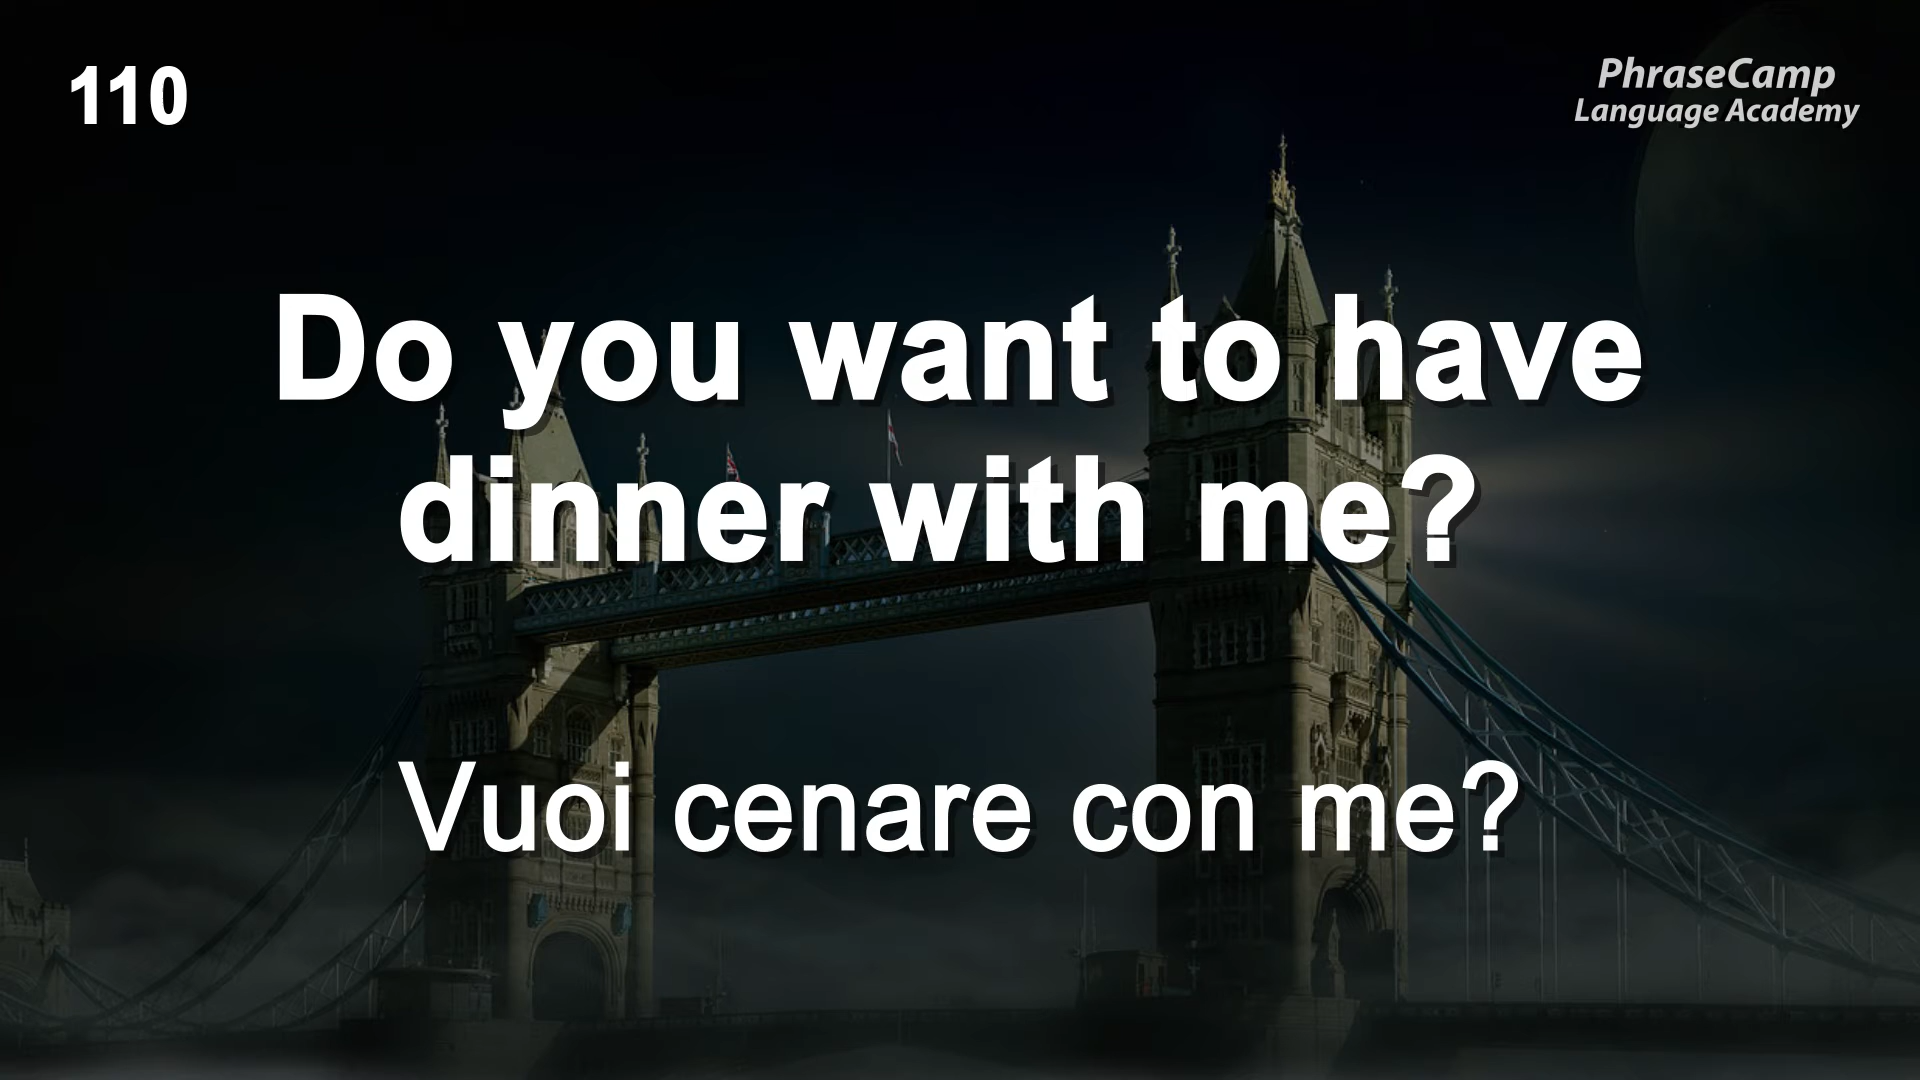 110
PhraseCamp
Language Academy
Do you want to have
dinner with me?
Vuoi cenare con me?